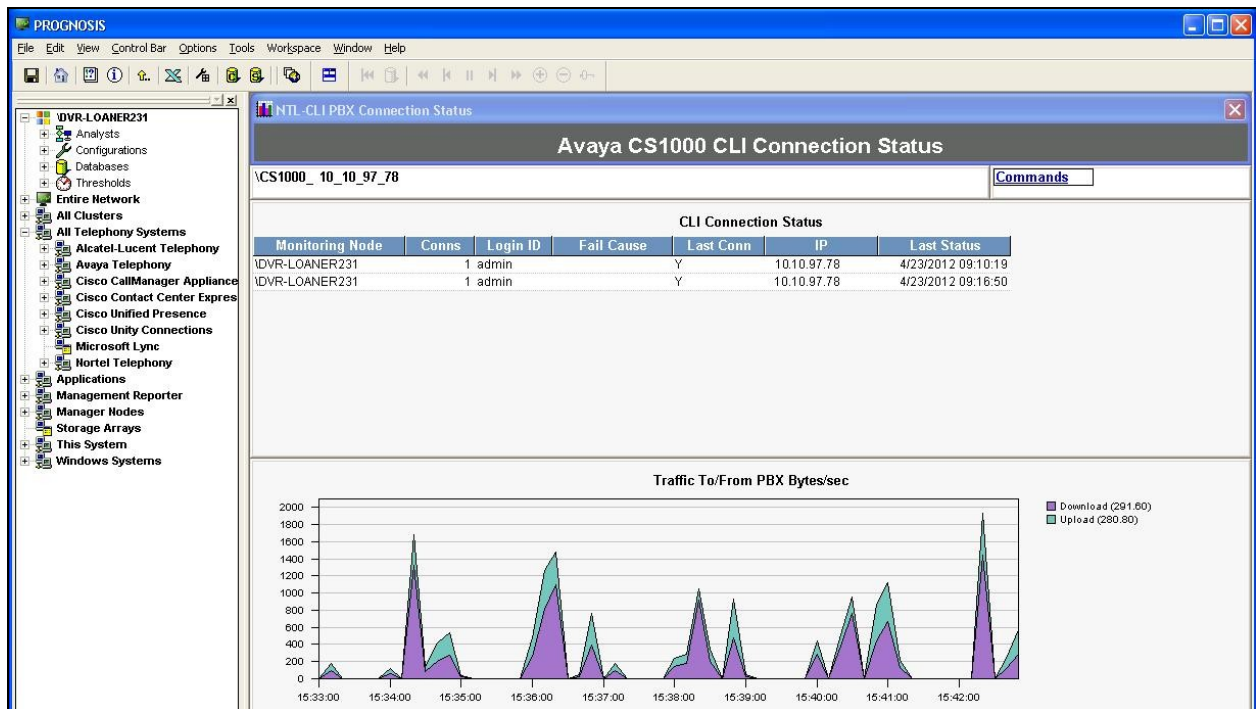 PROGNOSIS
File Edit View Control Bar Options Tools Workspace Window Help
\DVR-LOANER231
Analysts
Configurations
Databases
Thresholds
Entire Network
All Clusters
All Telephony Systems
Alcatel-Lucent Telephony
Avaya Telephony
Cisco CallManager Appliance
Cisco Contact Center Expres
Cisco Unified Presence
Cisco Unity Connections
Microsoft Lync
Nortel Telephony
Applications
Management Reporter
Manager Nodes
Storage Arrays
This System
Windows Systems
NTL-CLI PBX Connection Status
Avaya CS1000 CLI Connection Status
\CS1000_ 10_10_97_78 Commands
CLI Connection Status
Monitoring Node Conns Login ID Fail Cause Last Conn IP Last Status
\DVR-LOANER231 1 admin Y 10.10.97.78 4/23/2012 09:10:19
\DVR-LOANER231 1 admin Y 10.10.97.78 4/23/2012 09:16:50
Traffic To/From PBX Bytes/sec
2000
1800
1600
1400
1200
1000
800
600
400
200
0
15:33:00 15:34:00 15:35:00 15:36:00 15:37:00 15:38:00 15:39:00 15:40:00 15:41:00 15:42:00
Download (291.60)
Upload (280.80)